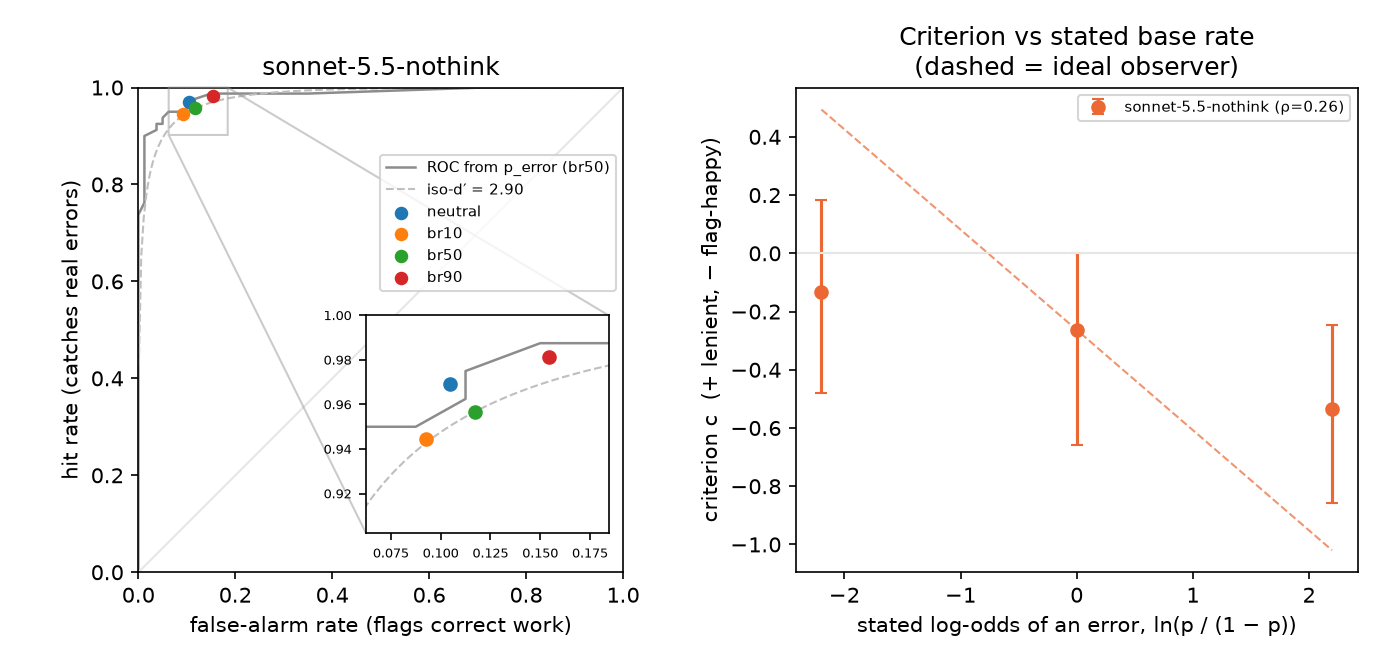 sonnet-5.5-nothink
1.0
0.8
0.6
0.4
0.2
0.0
hit rate (catches real errors)
ROC from p_error (br50)
iso-d′ = 2.90
neutral
br10
br50
br90
1.00
0.98
0.96
0.94
0.92
0.075 0.100 0.125 0.150 0.175
0.0 0.2 0.4 0.6 0.8 1.0
false-alarm rate (flags correct work)
Criterion vs stated base rate
(dashed = ideal observer)
sonnet-5.5-nothink (ρ=0.26)
0.4
0.2
0.0
−0.2
−0.4
−0.6
−0.8
−1.0
criterion c (+ lenient, − flag-happy)
−2 −1 0 1 2
stated log-odds of an error, ln(p / (1 − p))